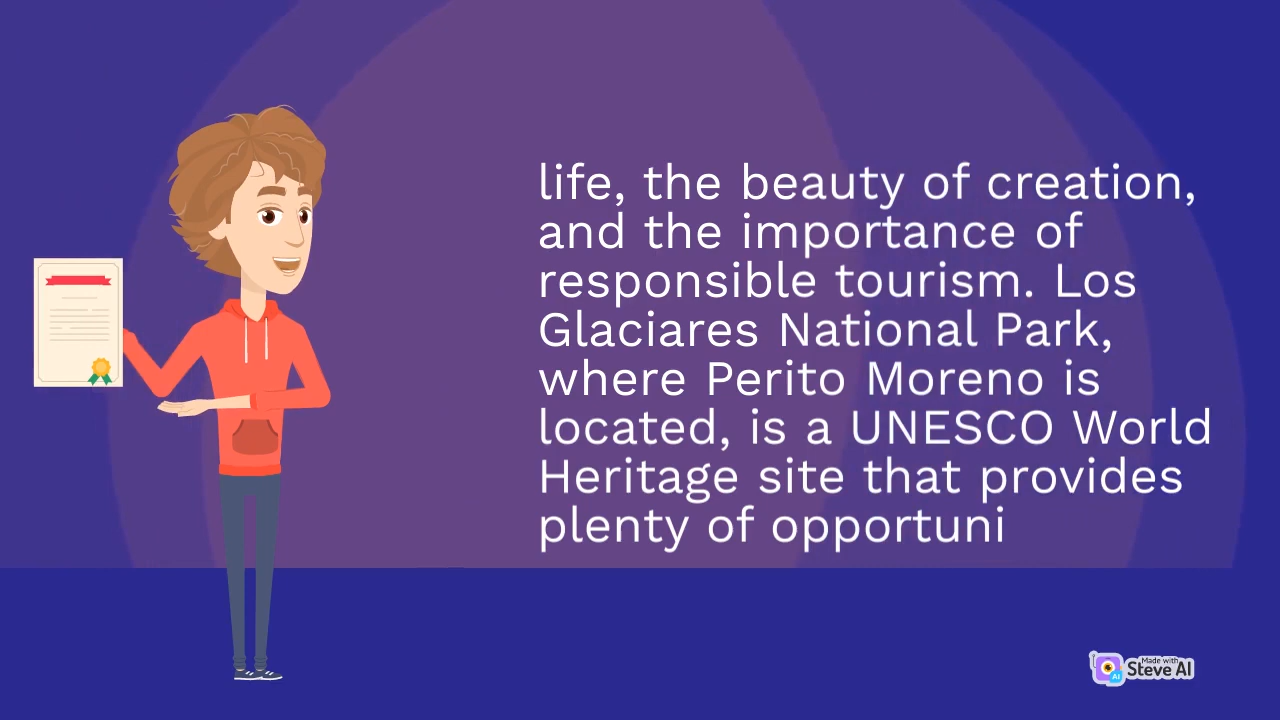 life, the beauty of creation,
and the importance of
responsible tourism. Los
Glaciares National Park,
where Perito Moreno is
located, is a UNESCO World
Heritage site that provides
plenty of opportuni
Made with
Steve AI
AI